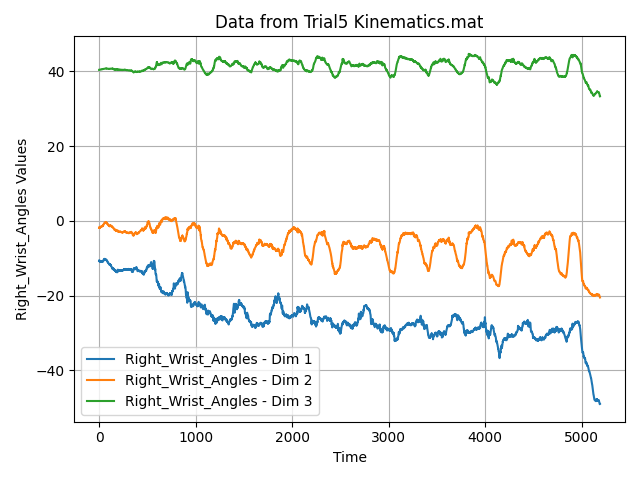 Data from Trial5 Kinematics.mat
Right_Wrist_Angles Values
40
20
0
−20
−40
Right_Wrist_Angles - Dim 1
Right_Wrist_Angles - Dim 2
Right_Wrist_Angles - Dim 3
0 1000 2000 3000 4000 5000
Time